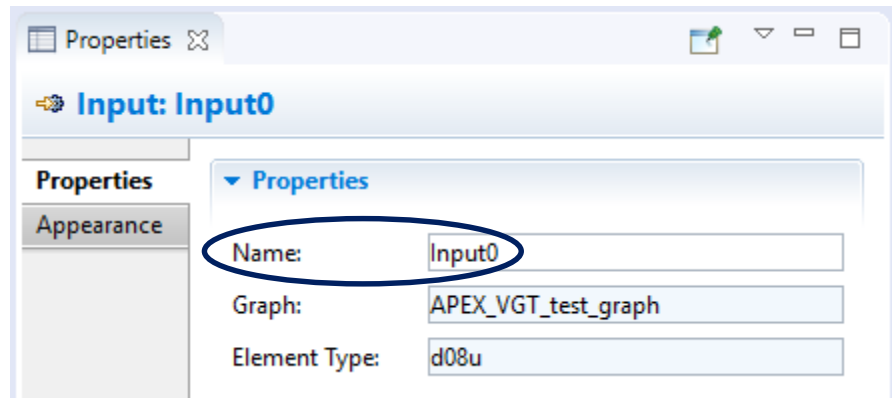 Properties
Input: Input0
Properties
Appearance
Properties
Name: Input0
Graph: APEX_VGT_test_graph
Element Type: d08u